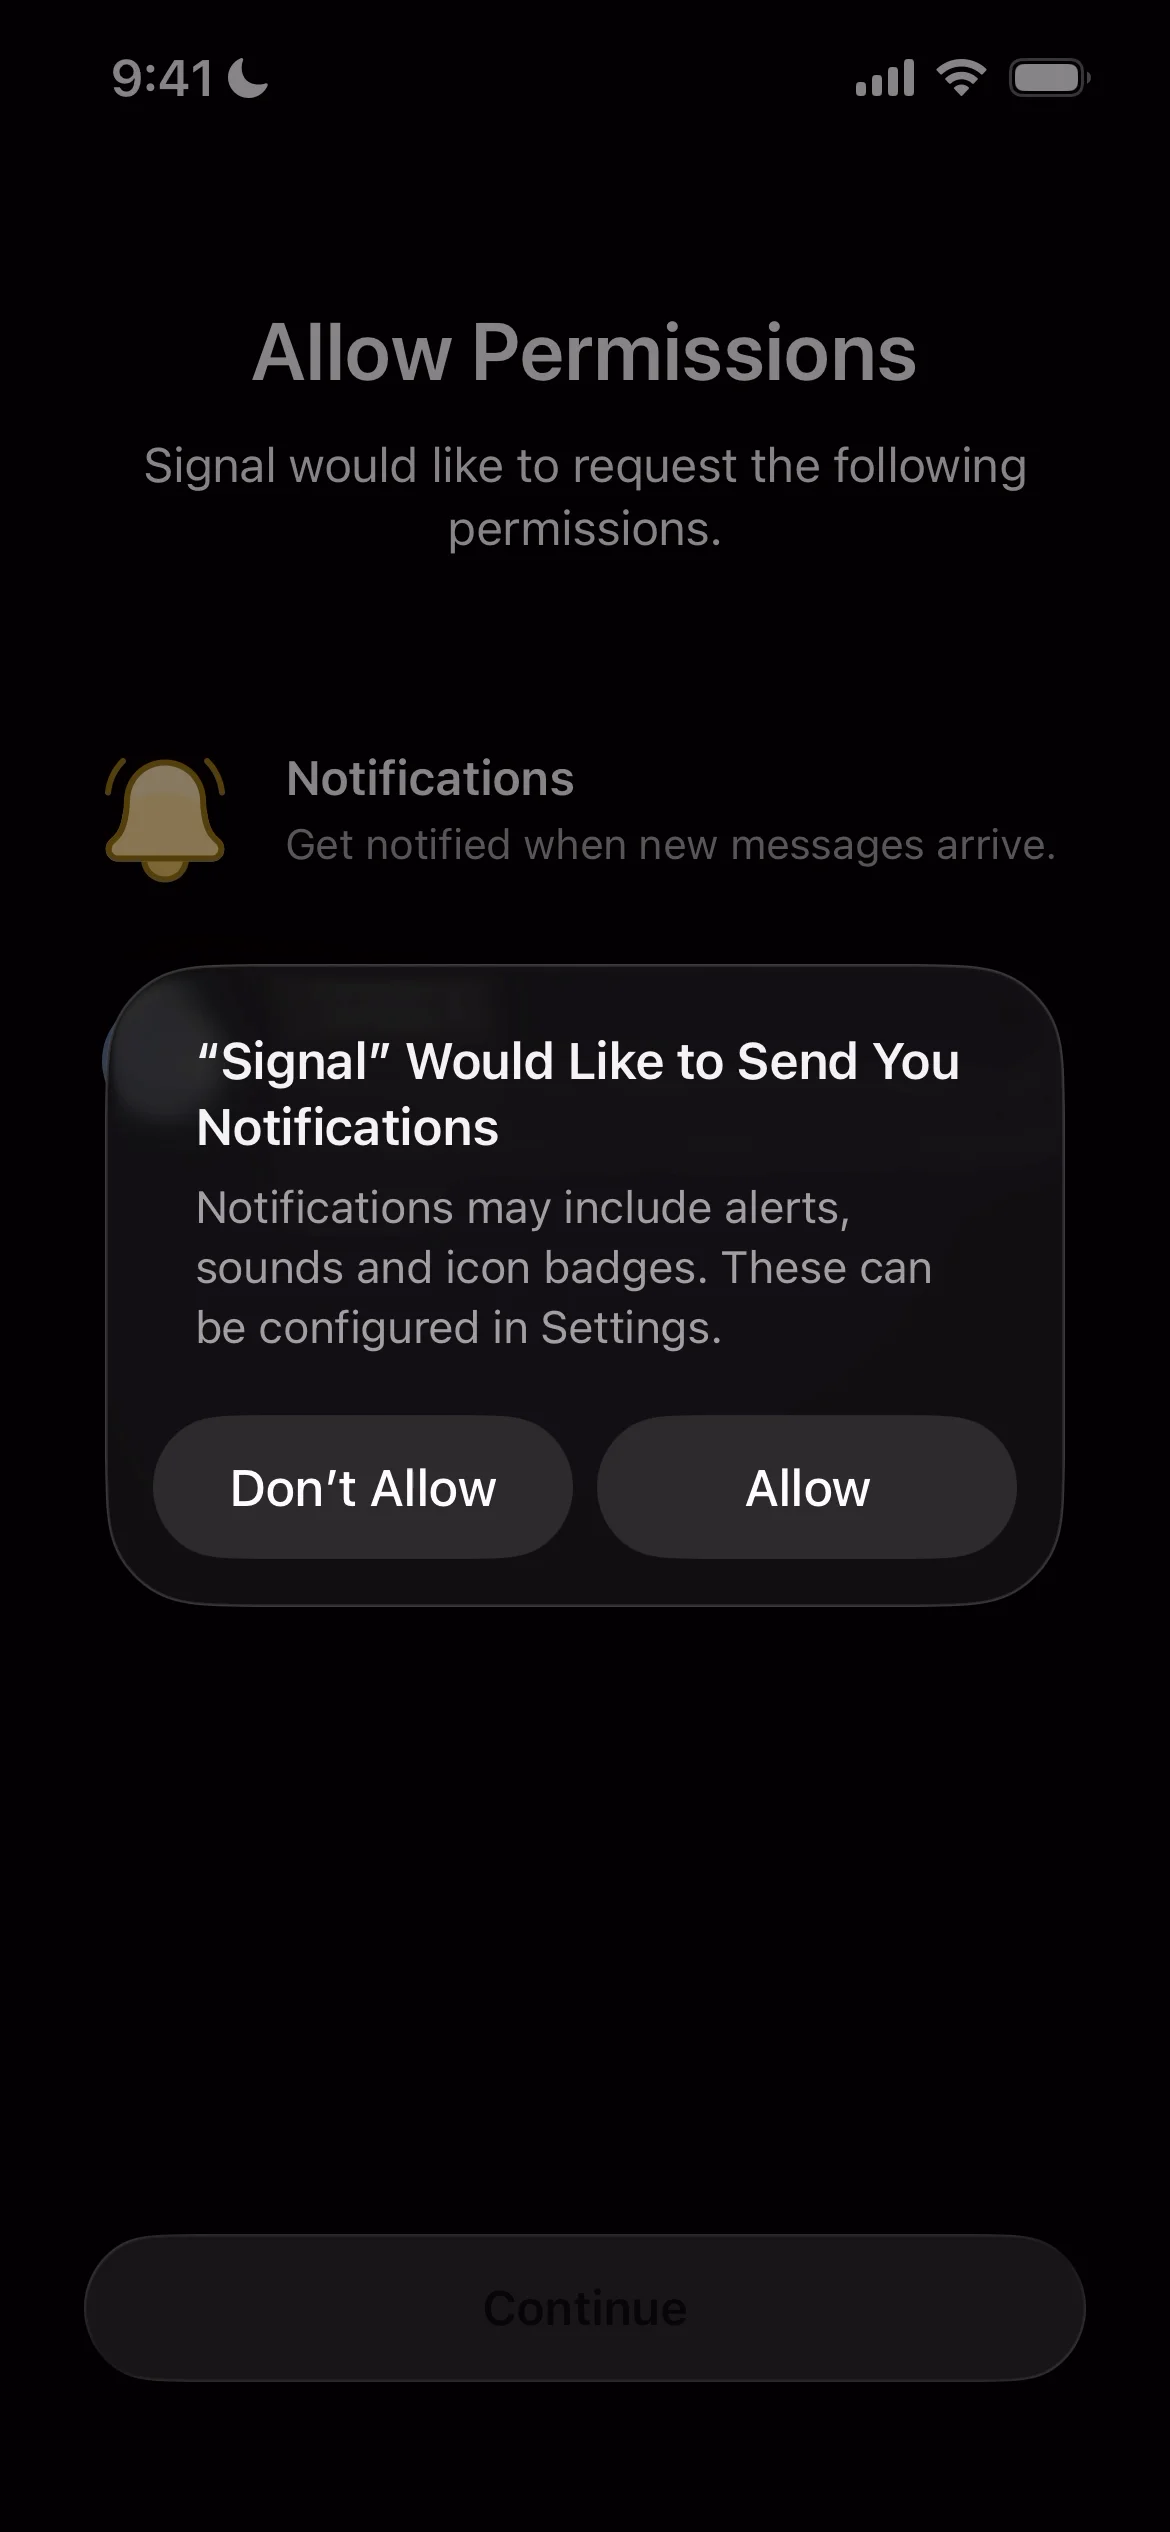 9:41
Allow Permissions
Signal would like to request the following
permissions.
Notifications
Get notified when new messages arrive.
“Signal” Would Like to Send You
Notifications
Notifications may include alerts,
sounds and icon badges. These can
be configured in Settings.
Don’t Allow
Allow
Continue